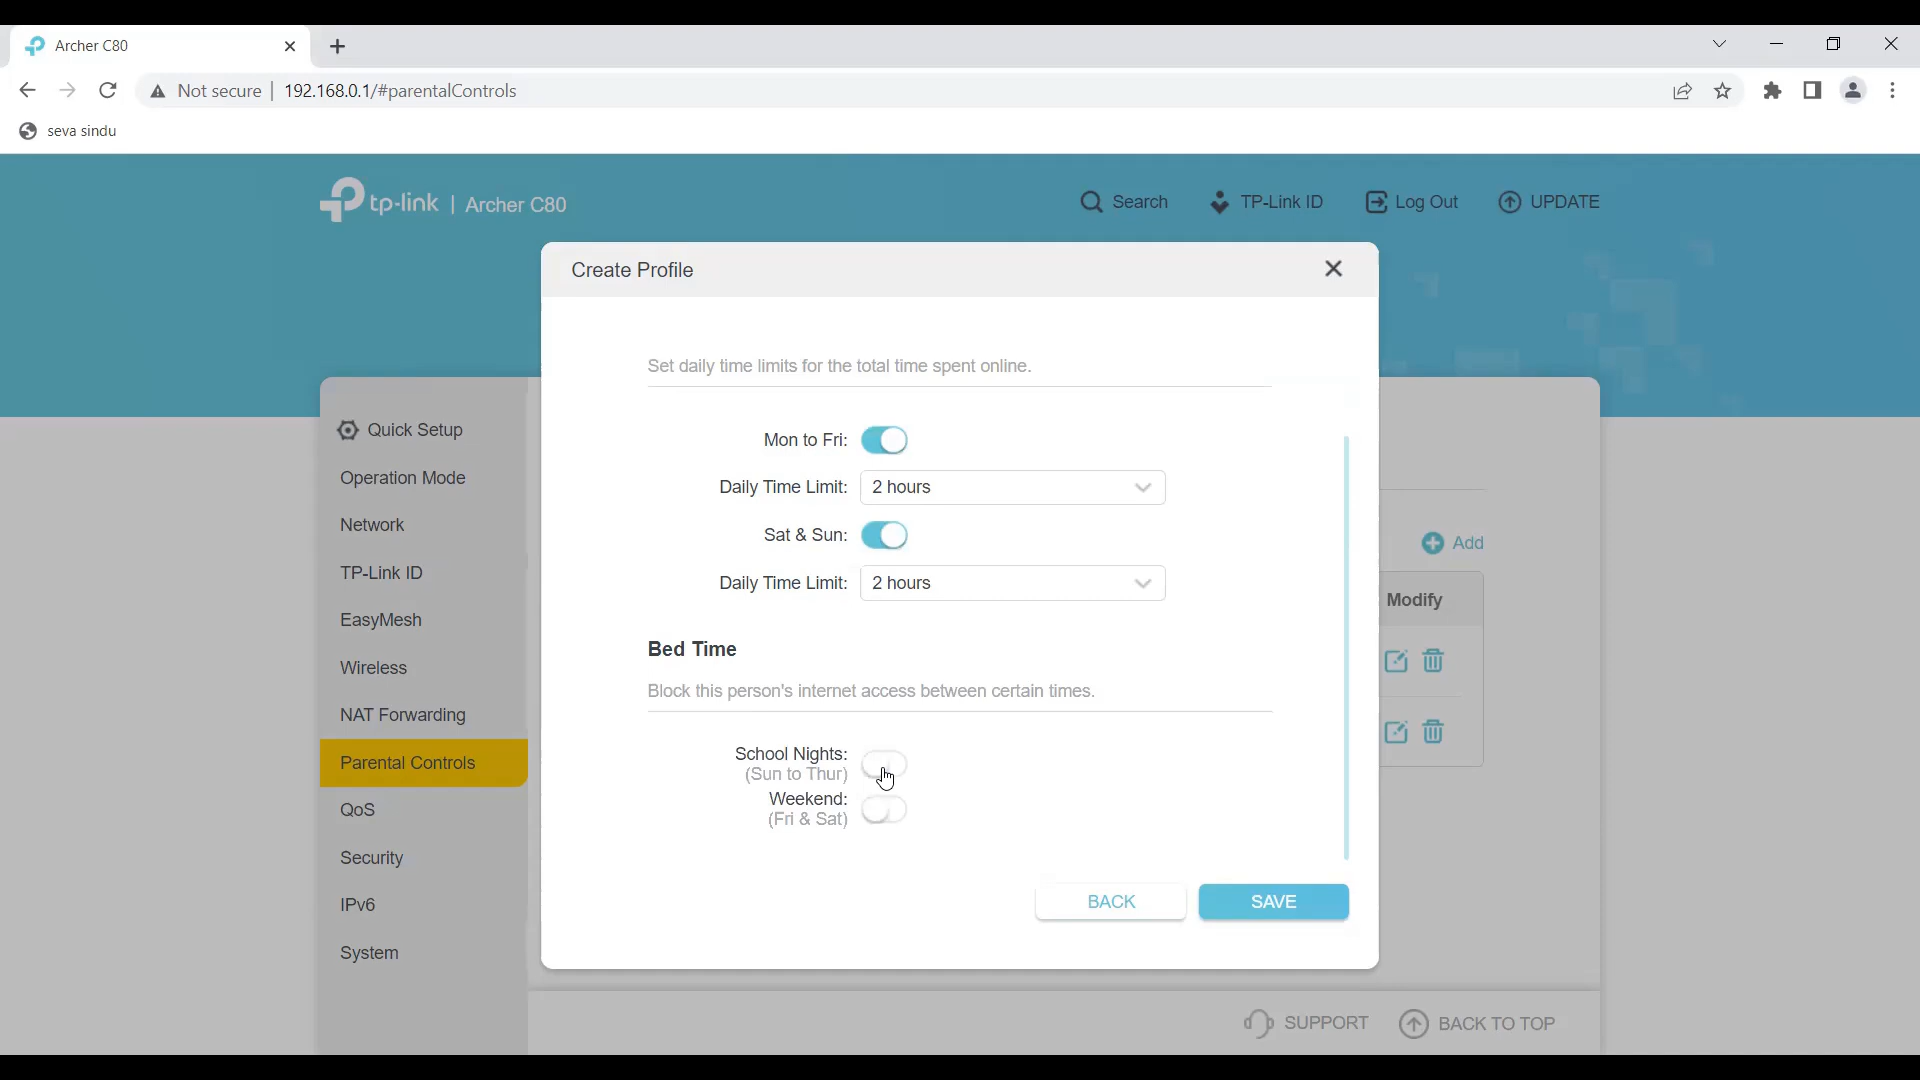 Archer C80
Not secure | 192.168.0.1/#parentalControls
seva sindu
tp-link | Archer C80
Search
TP-Link ID
Log Out
UPDATE
Create Profile
Set daily time limits for the total time spent online.
Quick Setup
Operation Mode
Network
TP-Link ID
EasyMesh
Wireless
NAT Forwarding
Parental Controls
QoS
Security
IPv6
System
Mon to Fri:
Daily Time Limit: 2 hours
Sat & Sun:
Daily Time Limit: 2 hours
Bed Time
Block this person's internet access between certain times.
School Nights:
(Sun to Thur)
Weekend:
(Fri & Sat)
BACK
SAVE
Add
Modify
SUPPORT
BACK TO TOP